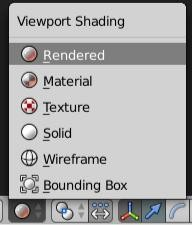 Viewport Shading
Rendered
Material
Texture
Solid
Wireframe
Bounding Box